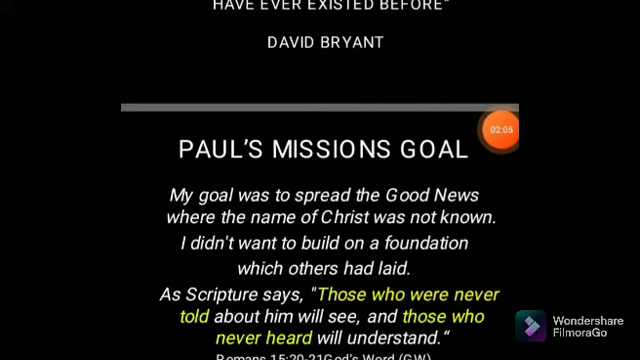 HAVE EVER EXISTED BEFORE"
DAVID BRYANT
02:05
PAUL'S MISSIONS GOAL
My goal was to spread the Good News
where the name of Christ was not known.
I didn't want to build on a foundation
which others had laid.
As Scripture says, "Those who were never
told about him will see, and those who
never heard will understand."
Romans 15:20-21God's Word (GW)
Wondershare
FilmoraGo